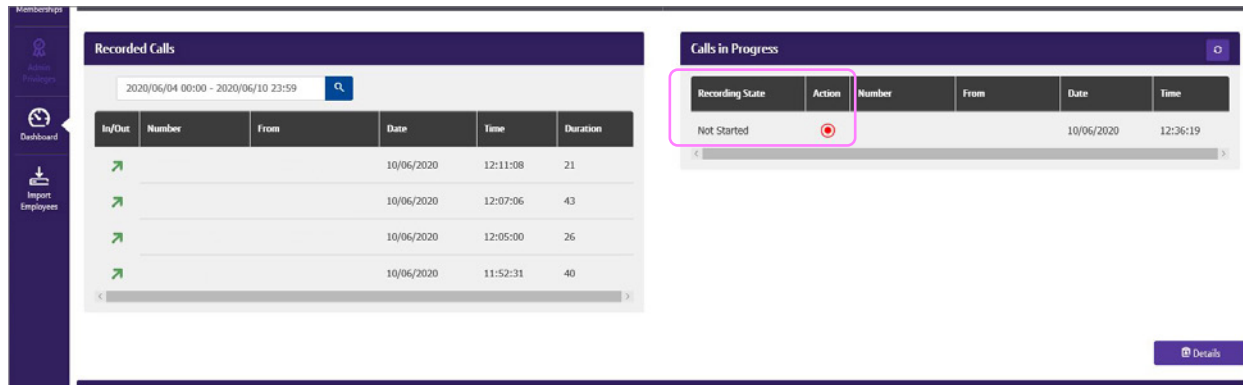 Memberships
Admin
Privileges
Dashboard
Import
Employees
Recorded Calls
2020/06/04 00:00 - 2020/06/10 23:59
In/Out Number From Date Time Duration
10/06/2020 12:11:08 21
10/06/2020 12:07:06 43
10/06/2020 12:05:00 26
10/06/2020 11:52:31 40
Calls in Progress
Recording State Action Number From Date Time
Not Started 10/06/2020 12:36:19
Details